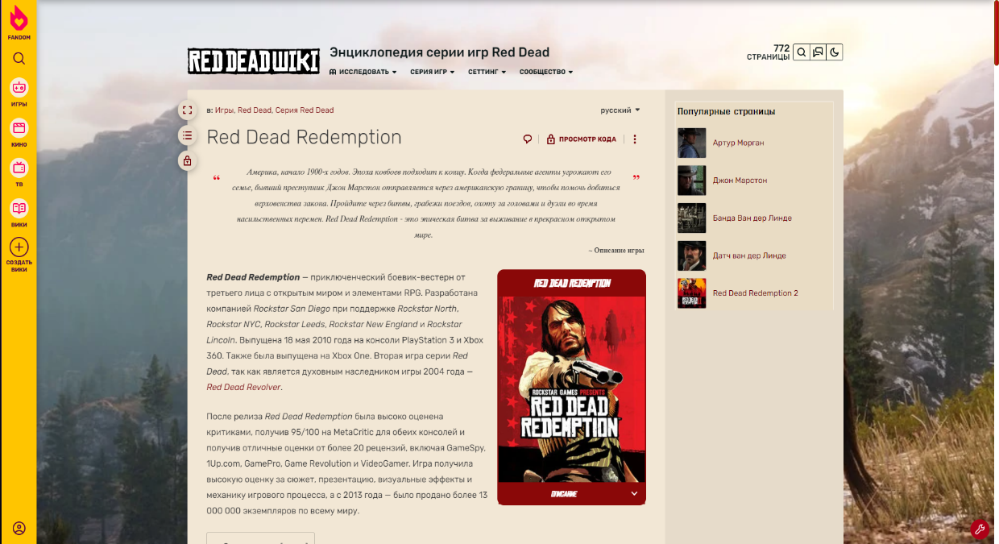 FANDOM
ИГРЫ
КИНО
ТВ
ВИКИ
СОЗДАТЬ
ВИКИ
RED DEAD WIKI
Энциклопедия серии игр Red Dead
ИССЛЕДОВАТЬ СЕРИЯ ИГР СЕТТИНГ СООБЩЕСТВО
772
СТРАНИЦЫ
в: Игры, Red Dead, Серия Red Dead
русский
Red Dead Redemption
ПРОСМОТР КОДА
“ Америка, начало 1900-х годов. Эпоха ковбоев подходит к концу. Когда федеральные агенты угрожают его ”
семье, бывший преступник Джон Марстон отправляется через американскую границу, чтобы помочь добиться
верховенства закона. Пройдите через битвы, грабежи поездов, охоту за головами и дуэли во время
насильственных перемен. Red Dead Redemption - это эпическая битва за выживание в прекрасном открытом
мире.
~ Описание игры
Red Dead Redemption — приключенческий боевик-вестерн от
третьего лица с открытым миром и элементами RPG. Разработана
компанией Rockstar San Diego при поддержке Rockstar North,
Rockstar NYC, Rockstar Leeds, Rockstar New England и Rockstar
Lincoln. Выпущена 18 мая 2010 года на консоли PlayStation 3 и Xbox
360. Также была выпущена на Xbox One. Вторая игра серии Red
Dead, так как является духовным наследником игры 2004 года —
Red Dead Revolver.
После релиза Red Dead Redemption была высоко оценена
критиками, получив 95/100 на MetaCritic для обеих консолей и
получив отличные оценки от более 20 рецензий, включая GameSpy,
1Up.com, GamePro, Game Revolution и VideoGamer. Игра получила
высокую оценку за сюжет, презентацию, визуальные эффекты и
механику игрового процесса, а с 2013 года — было продано более 13
000 000 экземпляров по всему миру.
RED DEAD REDEMPTION
ROCKSTAR GAMES PRESENTS
RED DEAD
REDEMPTION
ОПИСАНИЕ
Популярные страницы
Артур Морган
Джон Марстон
Банда Ван дер Линде
Датч ван дер Линде
Red Dead Redemption 2